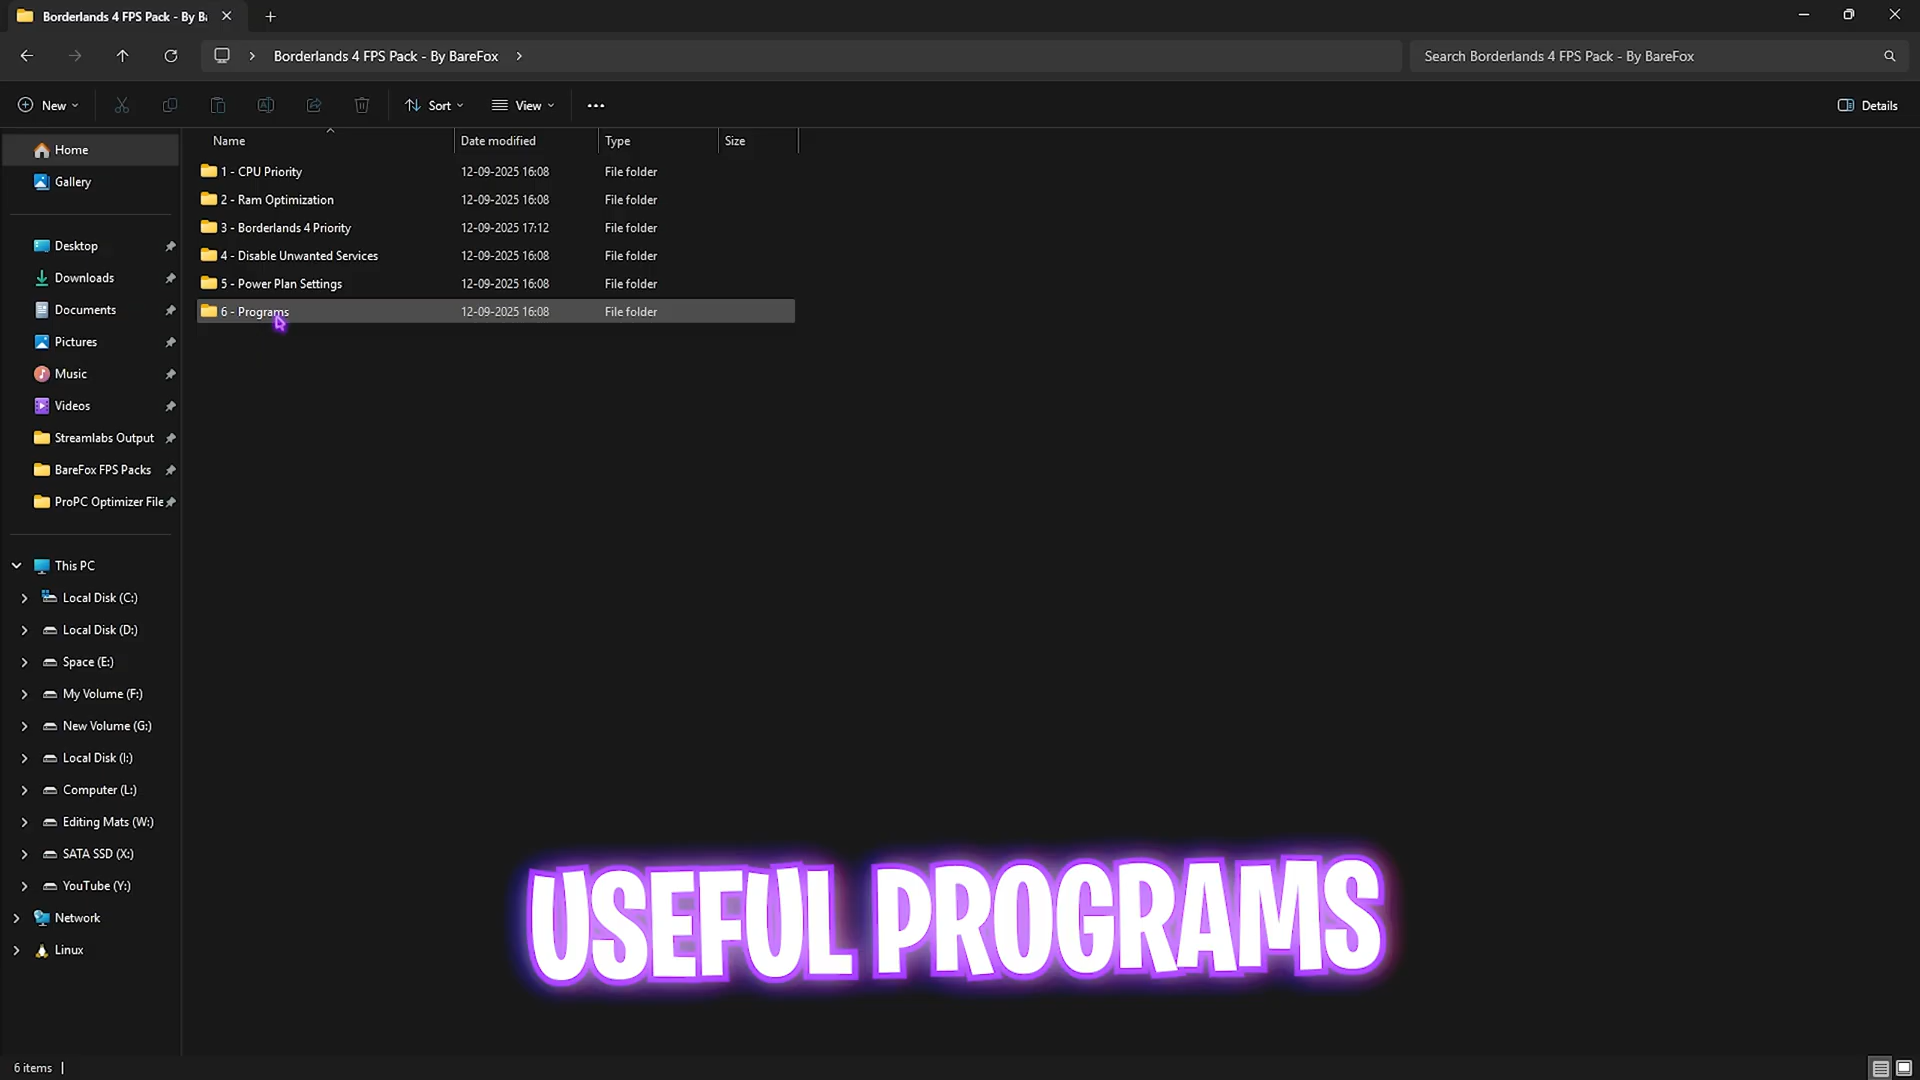 Borderlands 4 FPS Pack - By Ba
Borderlands 4 FPS Pack - By BareFox
Search Borderlands 4 FPS Pack - By BareFox
New
Sort
View
Details
Name
Date modified
Type
Size
Home
Gallery
Desktop
Downloads
Documents
Pictures
Music
Videos
Streamlabs Output
BareFox FPS Packs
ProPC Optimizer File
This PC
Local Disk (C:)
Local Disk (D:)
Space (E:)
My Volume (F:)
New Volume (G:)
Local Disk (I:)
Computer (L:)
Editing Mats (W:)
SATA SSD (X:)
YouTube (Y:)
Network
Linux
1 - CPU Priority 12-09-2025 16:08 File folder
2 - Ram Optimization 12-09-2025 16:08 File folder
3 - Borderlands 4 Priority 12-09-2025 17:12 File folder
4 - Disable Unwanted Services 12-09-2025 16:08 File folder
5 - Power Plan Settings 12-09-2025 16:08 File folder
6 - Programs 12-09-2025 16:08 File folder
USEFUL PROGRAMS
6 items